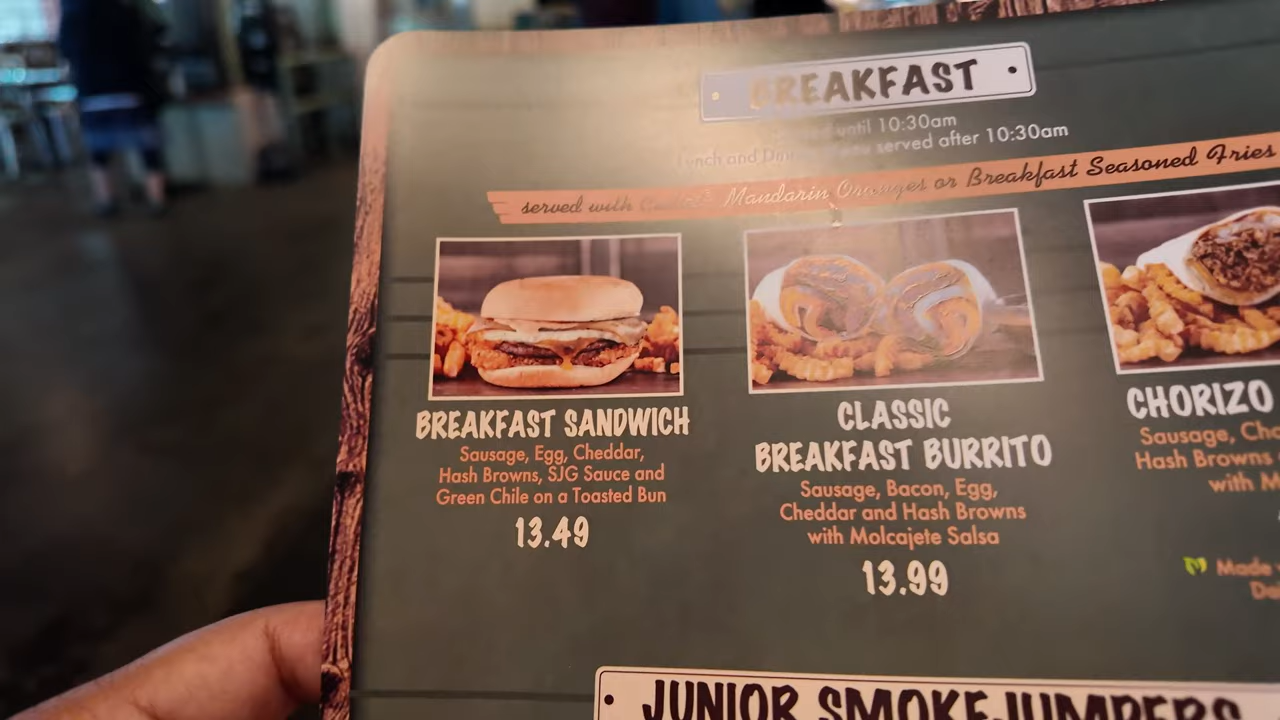 BREAKFAST
until 10:30am
Lunch and served after 10:30am
served with Mandarin Oranges or Breakfast Seasoned Fries
BREAKFAST SANDWICH
Sausage, Egg, Cheddar,
Hash Browns, SJG Sauce and
Green Chile on a Toasted Bun
13.49
CLASSIC
BREAKFAST BURRITO
Sausage, Bacon, Egg,
Cheddar and Hash Browns
with Molcajete Salsa
13.99
CHORIZO
Sausage,
Hash Browns
with
Made
JUNIOR SMOKEJUMPERS